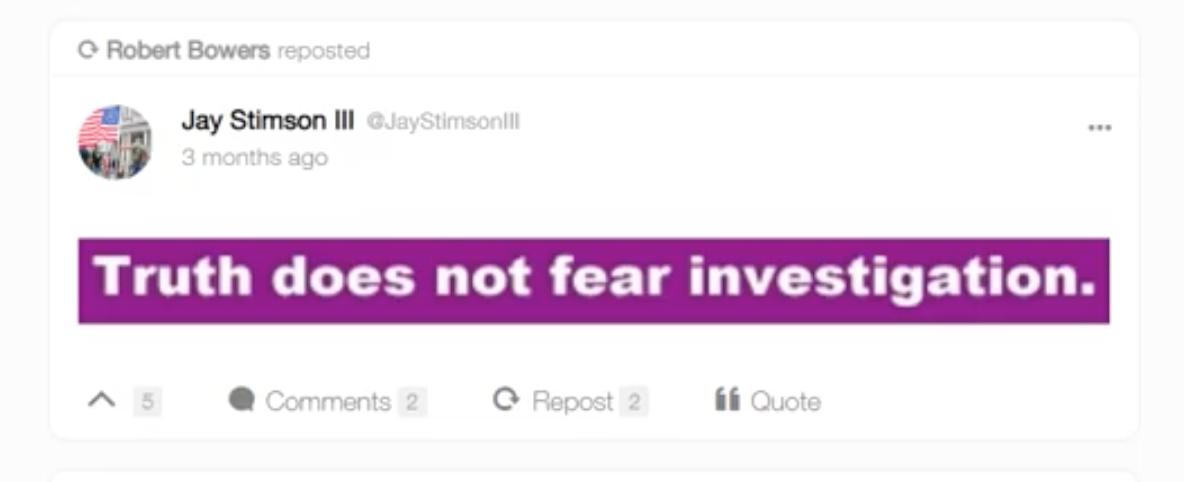 Robert Bowers reposted
Jay Stimson III @JayStimsonIII
3 months ago
Truth does not fear investigation.
5 Comments 2 Repost 2 Quote